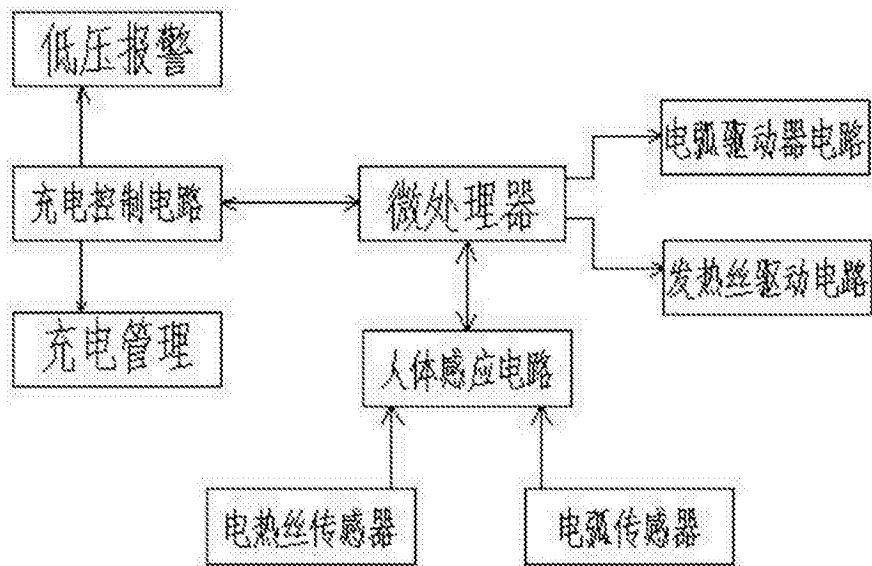 低压报警
电弧驱动器电路
充电控制电路
微处理器
发热丝驱动电路
充电管理
人体感应电路
电热丝传感器
电弧传感器